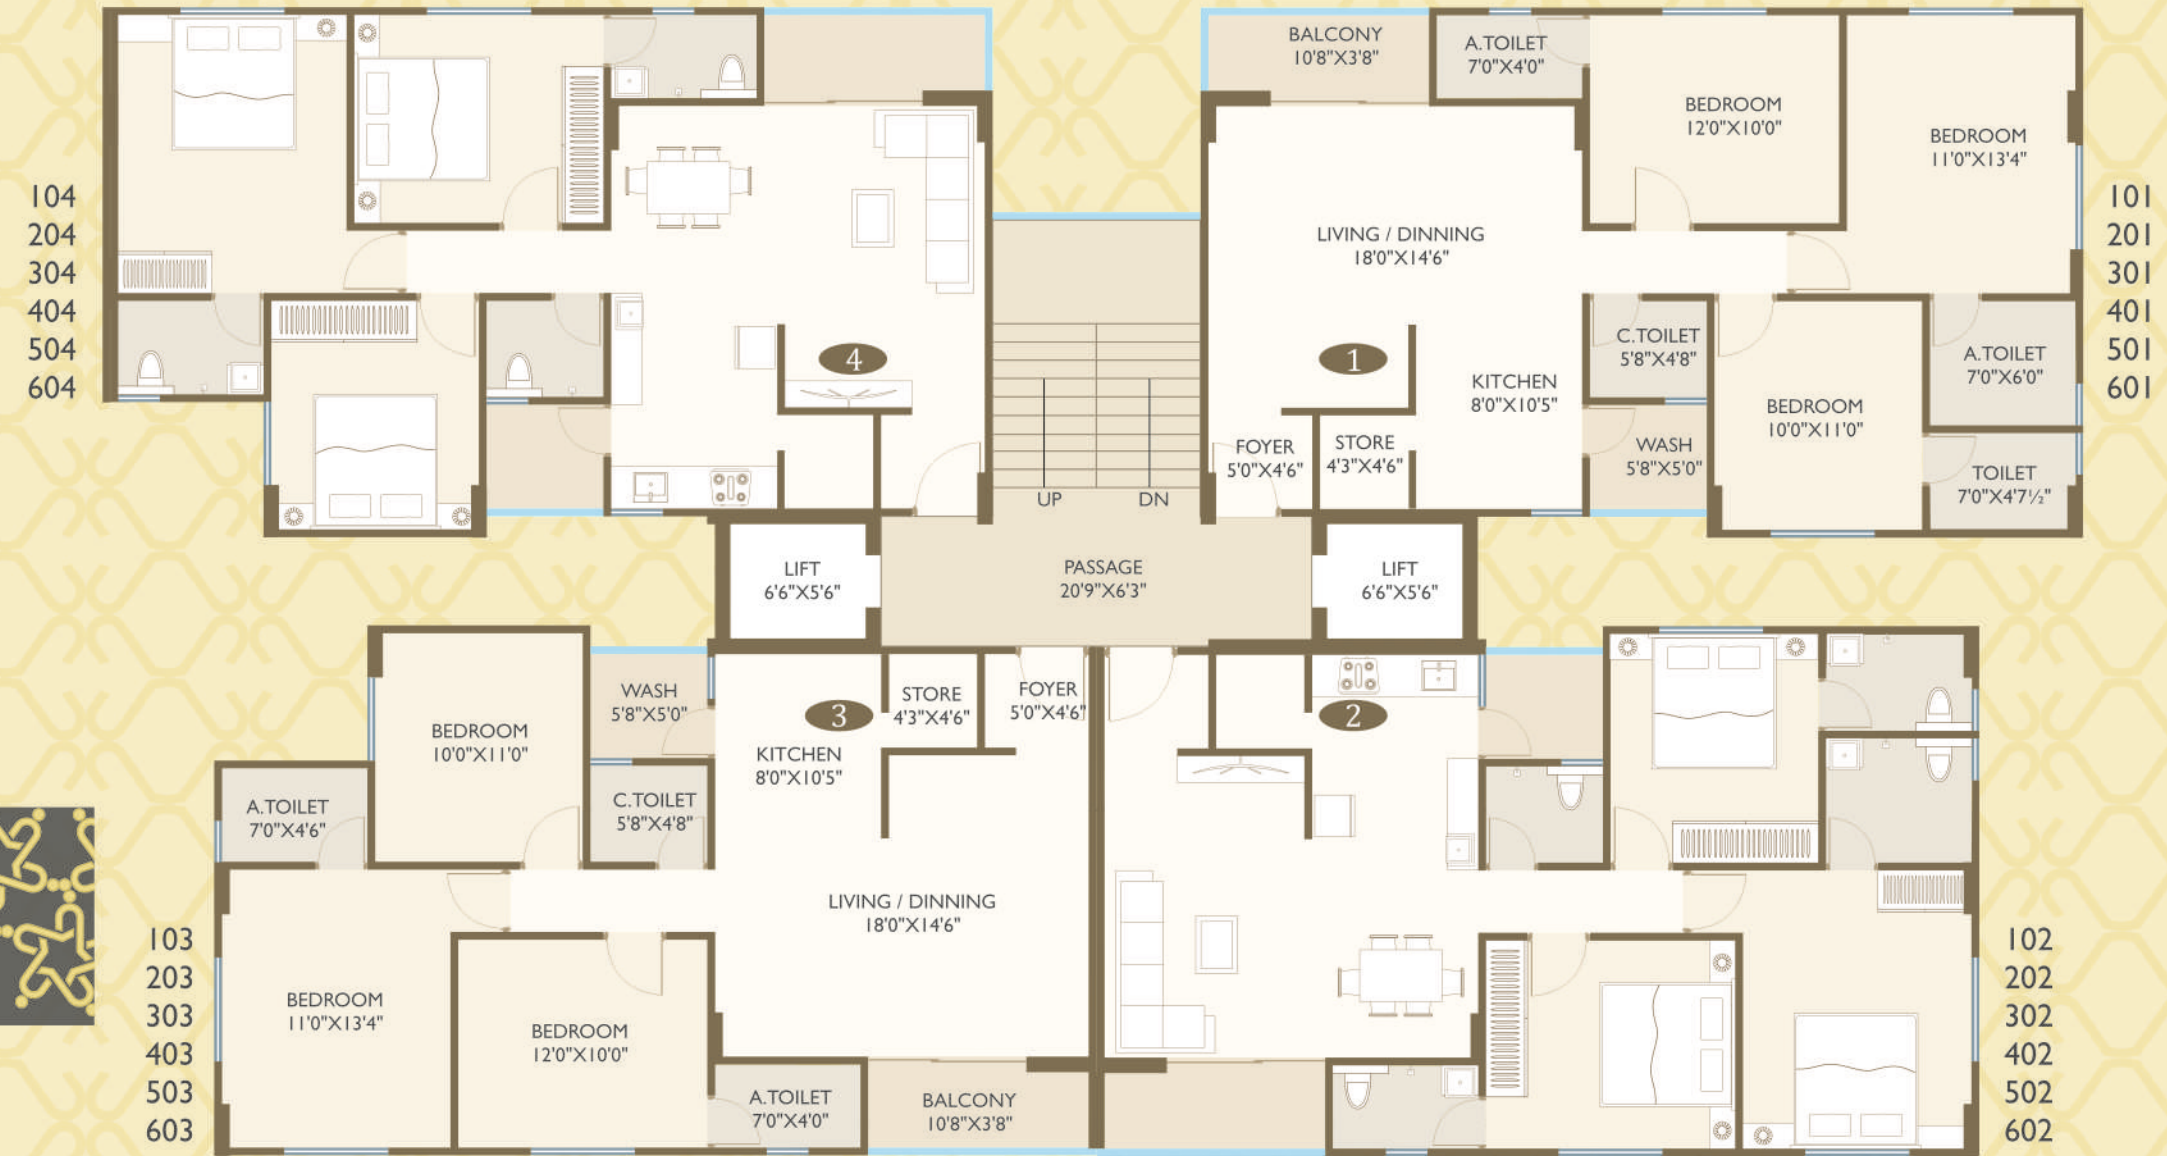 BALCONY
10'8"X3'8"
A.TOILET
7'0"X4'0"
BEDROOM
12'0"X10'0"
BEDROOM
11'0"X13'4"
104
204
304
404
504
604
101
201
301
401
501
601
LIVING / DINNING
18'0"X14'6"
4
1
C.TOILET
5'8"X4'8"
A.TOILET
7'0"X6'0"
KITCHEN
8'0"X10'5"
BEDROOM
10'0"X11'0"
FOYER
5'0"X4'6"
STORE
4'3"X4'6"
WASH
5'8"X5'0"
TOILET
7'0"X4'7½"
UP
DN
LIFT
6'6"X5'6"
PASSAGE
20'9"X6'3"
LIFT
6'6"X5'6"
WASH
5'8"X5'0"
STORE
4'3"X4'6"
FOYER
5'0"X4'6"
3
2
BEDROOM
10'0"X11'0"
KITCHEN
8'0"X10'5"
A.TOILET
7'0"X4'6"
C.TOILET
5'8"X4'8"
LIVING / DINNING
18'0"X14'6"
103
203
303
403
503
603
102
202
302
402
502
602
BEDROOM
11'0"X13'4"
BEDROOM
12'0"X10'0"
A.TOILET
7'0"X4'0"
BALCONY
10'8"X3'8"